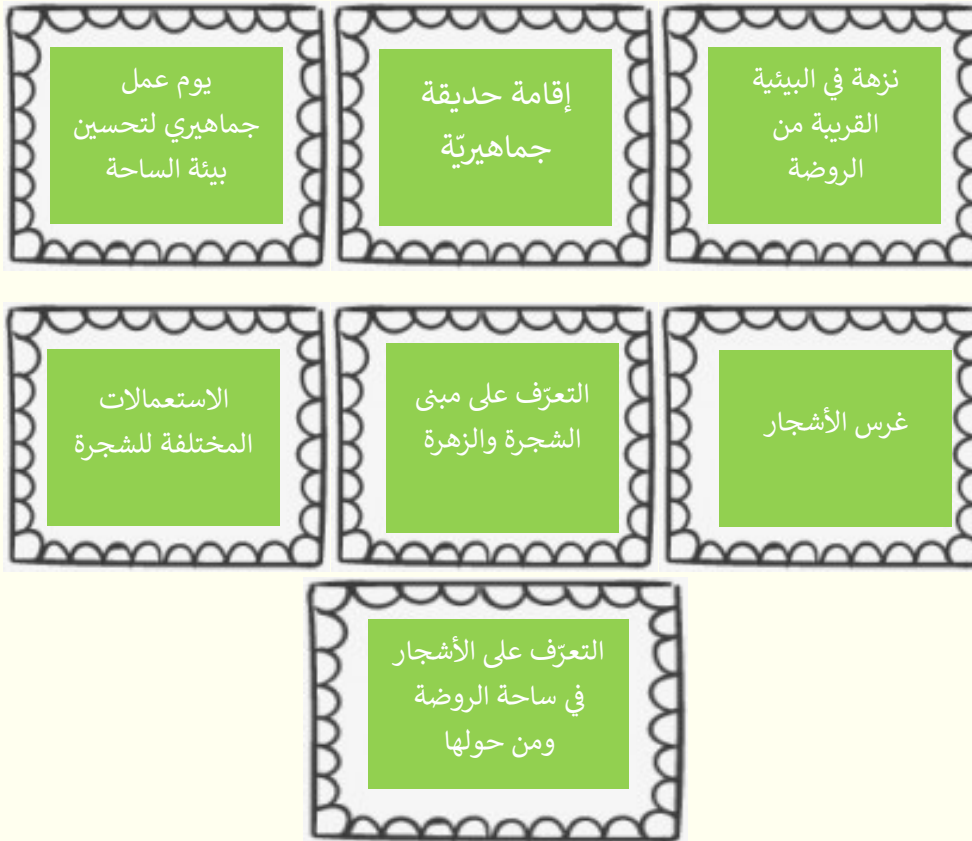 نزهة في البيئية
القريبة من
الروضة
إقامة حديقة
جماهيريّة
يوم عمل
جماهيري لتحسين
بيئة الساحة
غرس الأشجار
التعرّف على مبنى
الشجرة والزهرة
الاستعمالات
المختلفة للشجرة
التعرّف على الأشجار
في ساحة الروضة
ومن حولها